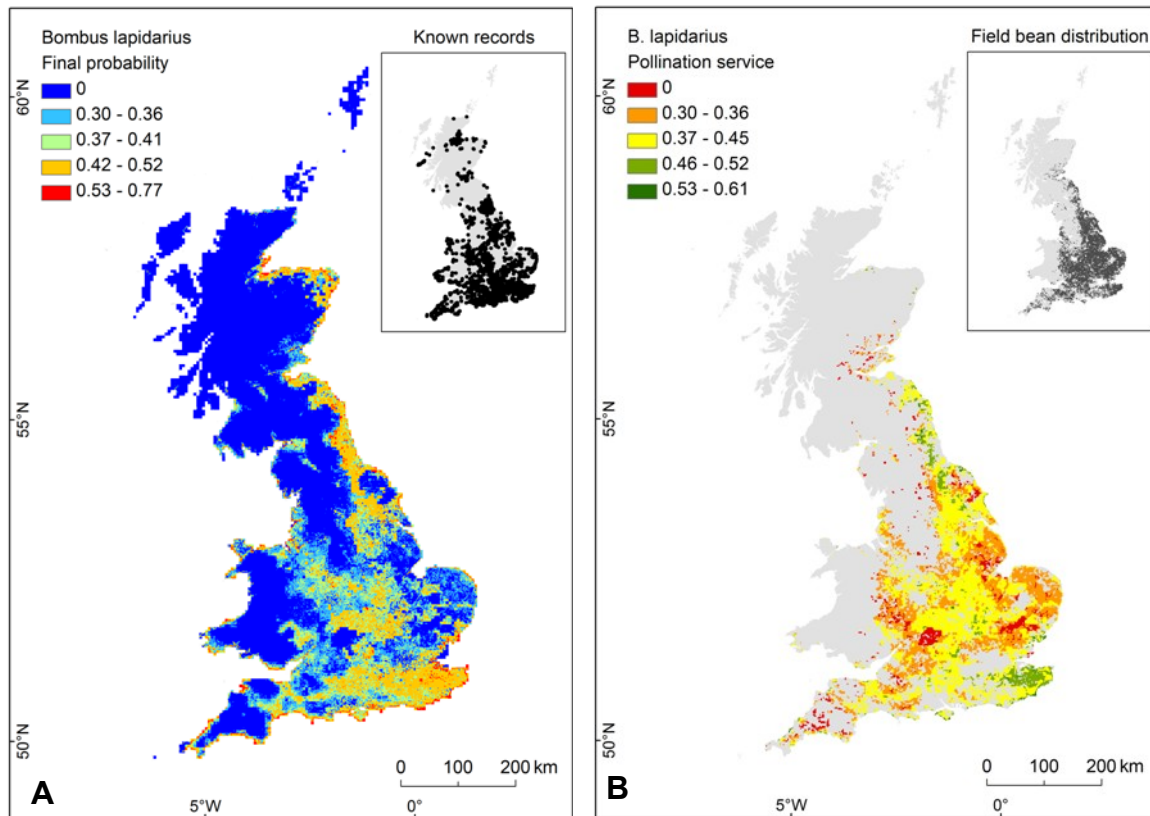 Bombus lapidarius
Final probability
0
0.30 - 0.36
0.37 - 0.41
0.42 - 0.52
0.53 - 0.77
Known records
60°N
55°N
50°N
5°W
0°
0 100 200 km
A
B. lapidarius
Pollination service
0
0.30 - 0.36
0.37 - 0.45
0.46 - 0.52
0.53 - 0.61
Field bean distribution
60°N
55°N
50°N
5°W
0°
0 100 200 km
B